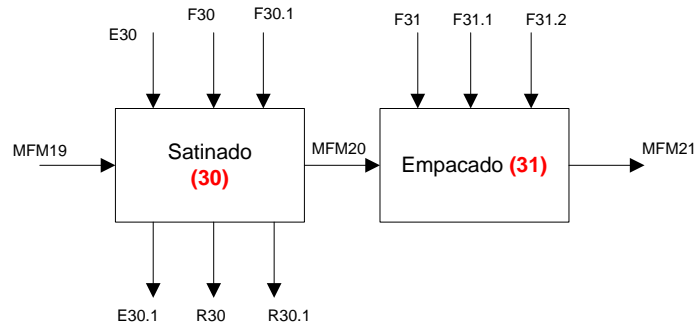 E30
F30
F30.1
F31
F31.1
F31.2
MFM19
Satinado
(30)
MFM20
Empacado (31)
MFM21
E30.1
R30
R30.1